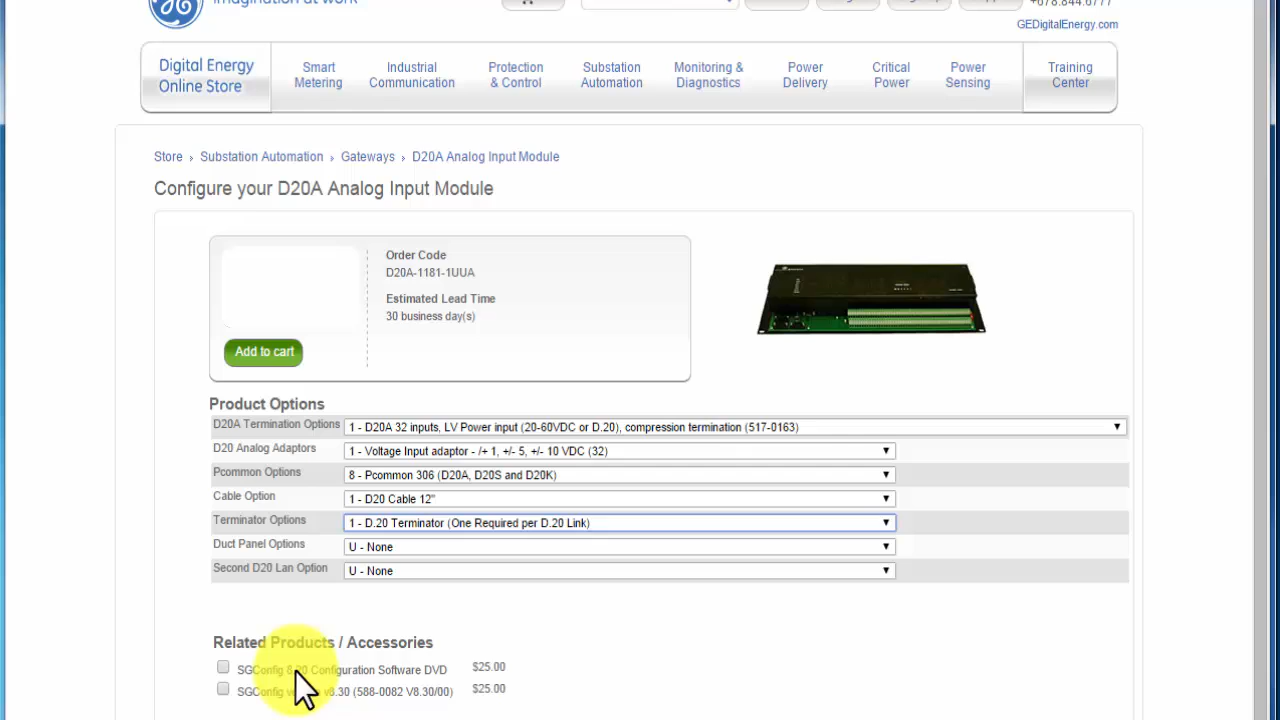 imagination at work
+678.844.6777
GEDigitalEnergy.com
Digital Energy
Online Store
Smart
Metering
Industrial
Communication
Protection
& Control
Substation
Automation
Monitoring &
Diagnostics
Power
Delivery
Critical
Power
Power
Sensing
Training
Center
Store › Substation Automation › Gateways › D20A Analog Input Module
Configure your D20A Analog Input Module
Order Code
D20A-1181-1UUA
Estimated Lead Time
30 business day(s)
Add to cart
Product Options
D20A Termination Options 1 - D20A 32 inputs, LV Power input (20-60VDC or D.20), compression termination (517-0163)
D20 Analog Adaptors 1 - Voltage Input adaptor - /+ 1, +/- 5, +/- 10 VDC (32)
Pcommon Options 8 - Pcommon 306 (D20A, D20S and D20K)
Cable Option 1 - D20 Cable 12"
Terminator Options 1 - D.20 Terminator (One Required per D.20 Link)
Duct Panel Options U - None
Second D20 Lan Option U - None
Related Products / Accessories
SGConfig 8.20 Configuration Software DVD $25.00
SGConfig v8.30 (588-0082 V8.30/00) $25.00